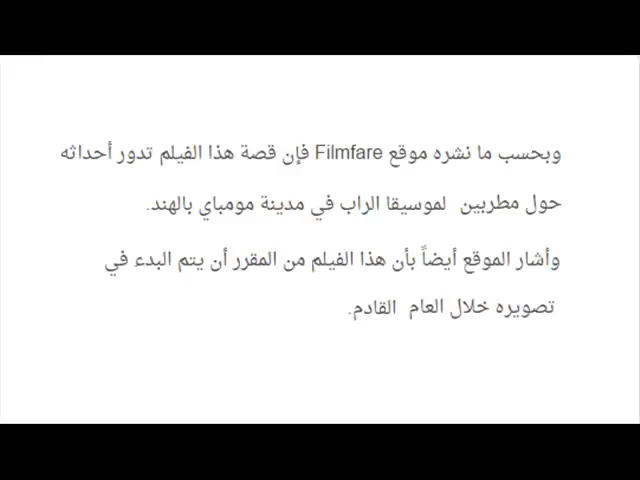 وبحسب ما نشره موقع Filmfare فإن قصة هذا الفيلم تدور أحداثه
حول مطربين لموسيقا الراب في مدينة مومباي بالهند.
وأشار الموقع أيضاً بأن هذا الفيلم من المقرر أن يتم البدء في
تصويره خلال العام القادم.